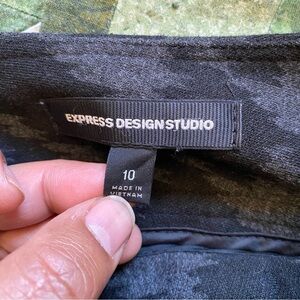 EXPRESS DESIGN STUDIO
10
MADE IN
VIETNAM